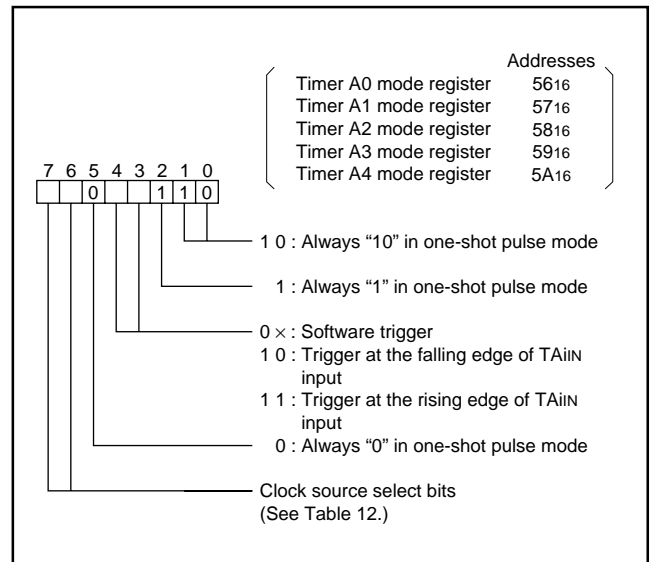 Addresses
Timer A0 mode register 5616
Timer A1 mode register 5716
Timer A2 mode register 5816
Timer A3 mode register 5916
Timer A4 mode register 5A16
7 6 5 4 3 2 1 0
0 1 1 0
1 0 : Always “10” in one-shot pulse mode
1 : Always “1” in one-shot pulse mode
0 × : Software trigger
1 0 : Trigger at the falling edge of TAiIN
input
1 1 : Trigger at the rising edge of TAiIN
input
0 : Always “0” in one-shot pulse mode
Clock source select bits
(See Table 12.)